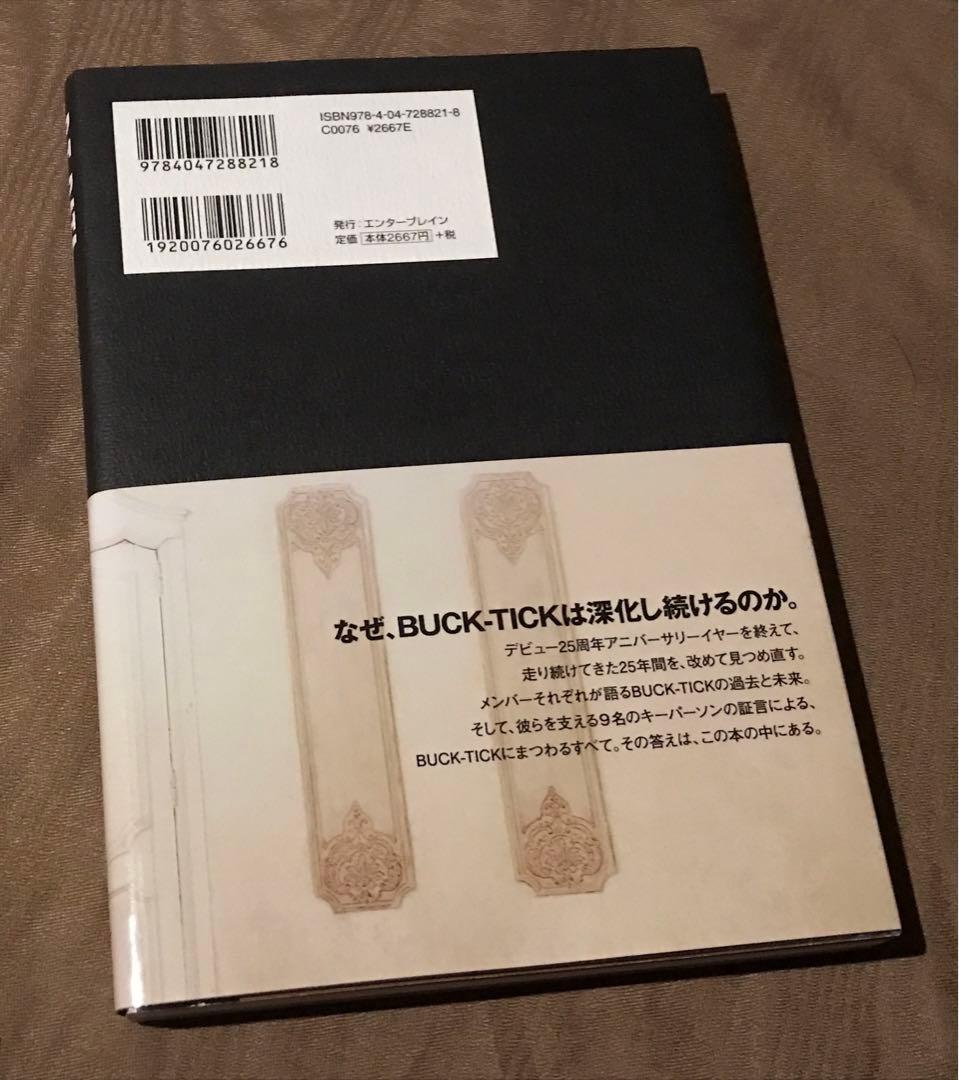 ISBN978-4-04-728821-8
C0076 ¥2667E
9784047288218
1920076026676
発行：エンターブレイン
定価 本体2667円 +税
なぜ、BUCK-TICKは深化し続けるのか。
デビュー25周年アニバーサリーイヤーを終えて、
走り続けてきた25年間を、改めて見つめ直す。
メンバーそれぞれが語るBUCK-TICKの過去と未来。
そして、彼らを支える9名のキーパーソンの証言による、
BUCK-TICKにまつわるすべて。その答えは、この本の中にある。